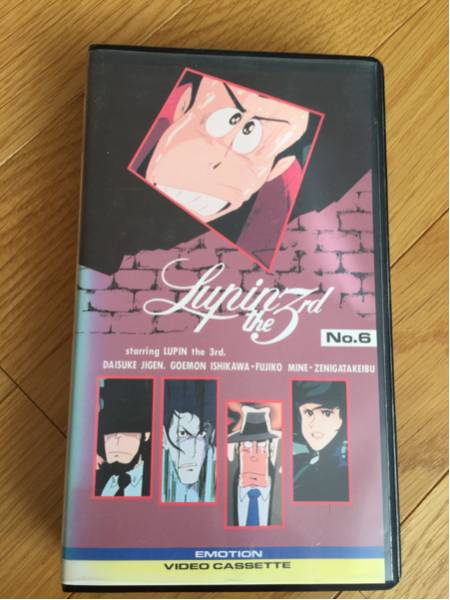 Lupin
the 3rd
No.6
starring LUPIN the 3rd.
DAISUKE JIGEN. GOEMON ISHIKAWA・FUJIKO MINE・ZENIGATAKEIBU
EMOTION
VIDEO CASSETTE